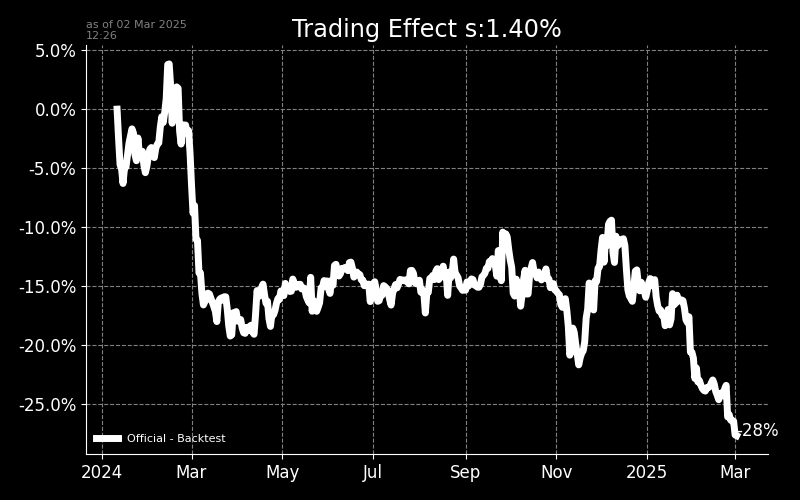 as of 02 Mar 2025
12:26
Trading Effect s:1.40%
5.0%
0.0%
-5.0%
-10.0%
-15.0%
-20.0%
-25.0%
-28%
Official - Backtest
2024 Mar May Jul Sep Nov 2025 Mar